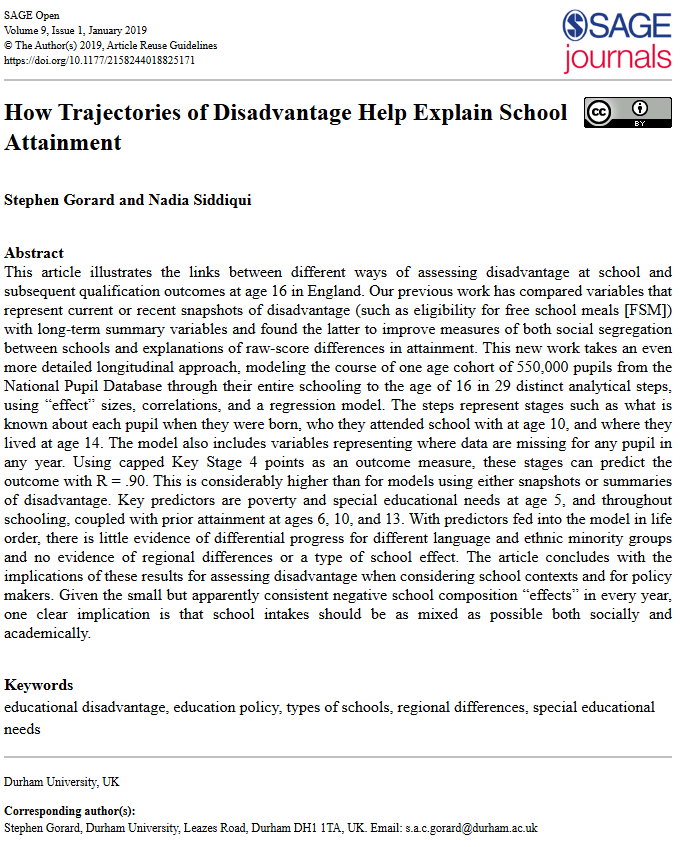 SAGE Open
Volume 9, Issue 1, January 2019
© The Author(s) 2019, Article Reuse Guidelines
https://doi.org/10.1177/2158244018825171
SAGE
journals
How Trajectories of Disadvantage Help Explain School
Attainment
cc
BY
Stephen Gorard and Nadia Siddiqui
Abstract
This article illustrates the links between different ways of assessing disadvantage at school and
subsequent qualification outcomes at age 16 in England. Our previous work has compared variables that
represent current or recent snapshots of disadvantage (such as eligibility for free school meals [FSM])
with long-term summary variables and found the latter to improve measures of both social segregation
between schools and explanations of raw-score differences in attainment. This new work takes an even
more detailed longitudinal approach, modeling the course of one age cohort of 550,000 pupils from the
National Pupil Database through their entire schooling to the age of 16 in 29 distinct analytical steps,
using “effect” sizes, correlations, and a regression model. The steps represent stages such as what is
known about each pupil when they were born, who they attended school with at age 10, and where they
lived at age 14. The model also includes variables representing where data are missing for any pupil in
any year. Using capped Key Stage 4 points as an outcome measure, these stages can predict the
outcome with R = .90. This is considerably higher than for models using either snapshots or summaries
of disadvantage. Key predictors are poverty and special educational needs at age 5, and throughout
schooling, coupled with prior attainment at ages 6, 10, and 13. With predictors fed into the model in life
order, there is little evidence of differential progress for different language and ethnic minority groups
and no evidence of regional differences or a type of school effect. The article concludes with the
implications of these results for assessing disadvantage when considering school contexts and for policy
makers. Given the small but apparently consistent negative school composition “effects” in every year,
one clear implication is that school intakes should be as mixed as possible both socially and
academically.
Keywords
educational disadvantage, education policy, types of schools, regional differences, special educational
needs
Durham University, UK
Corresponding author(s):
Stephen Gorard, Durham University, Leazes Road, Durham DH1 1TA, UK. Email: s.a.c.gorard@durham.ac.uk